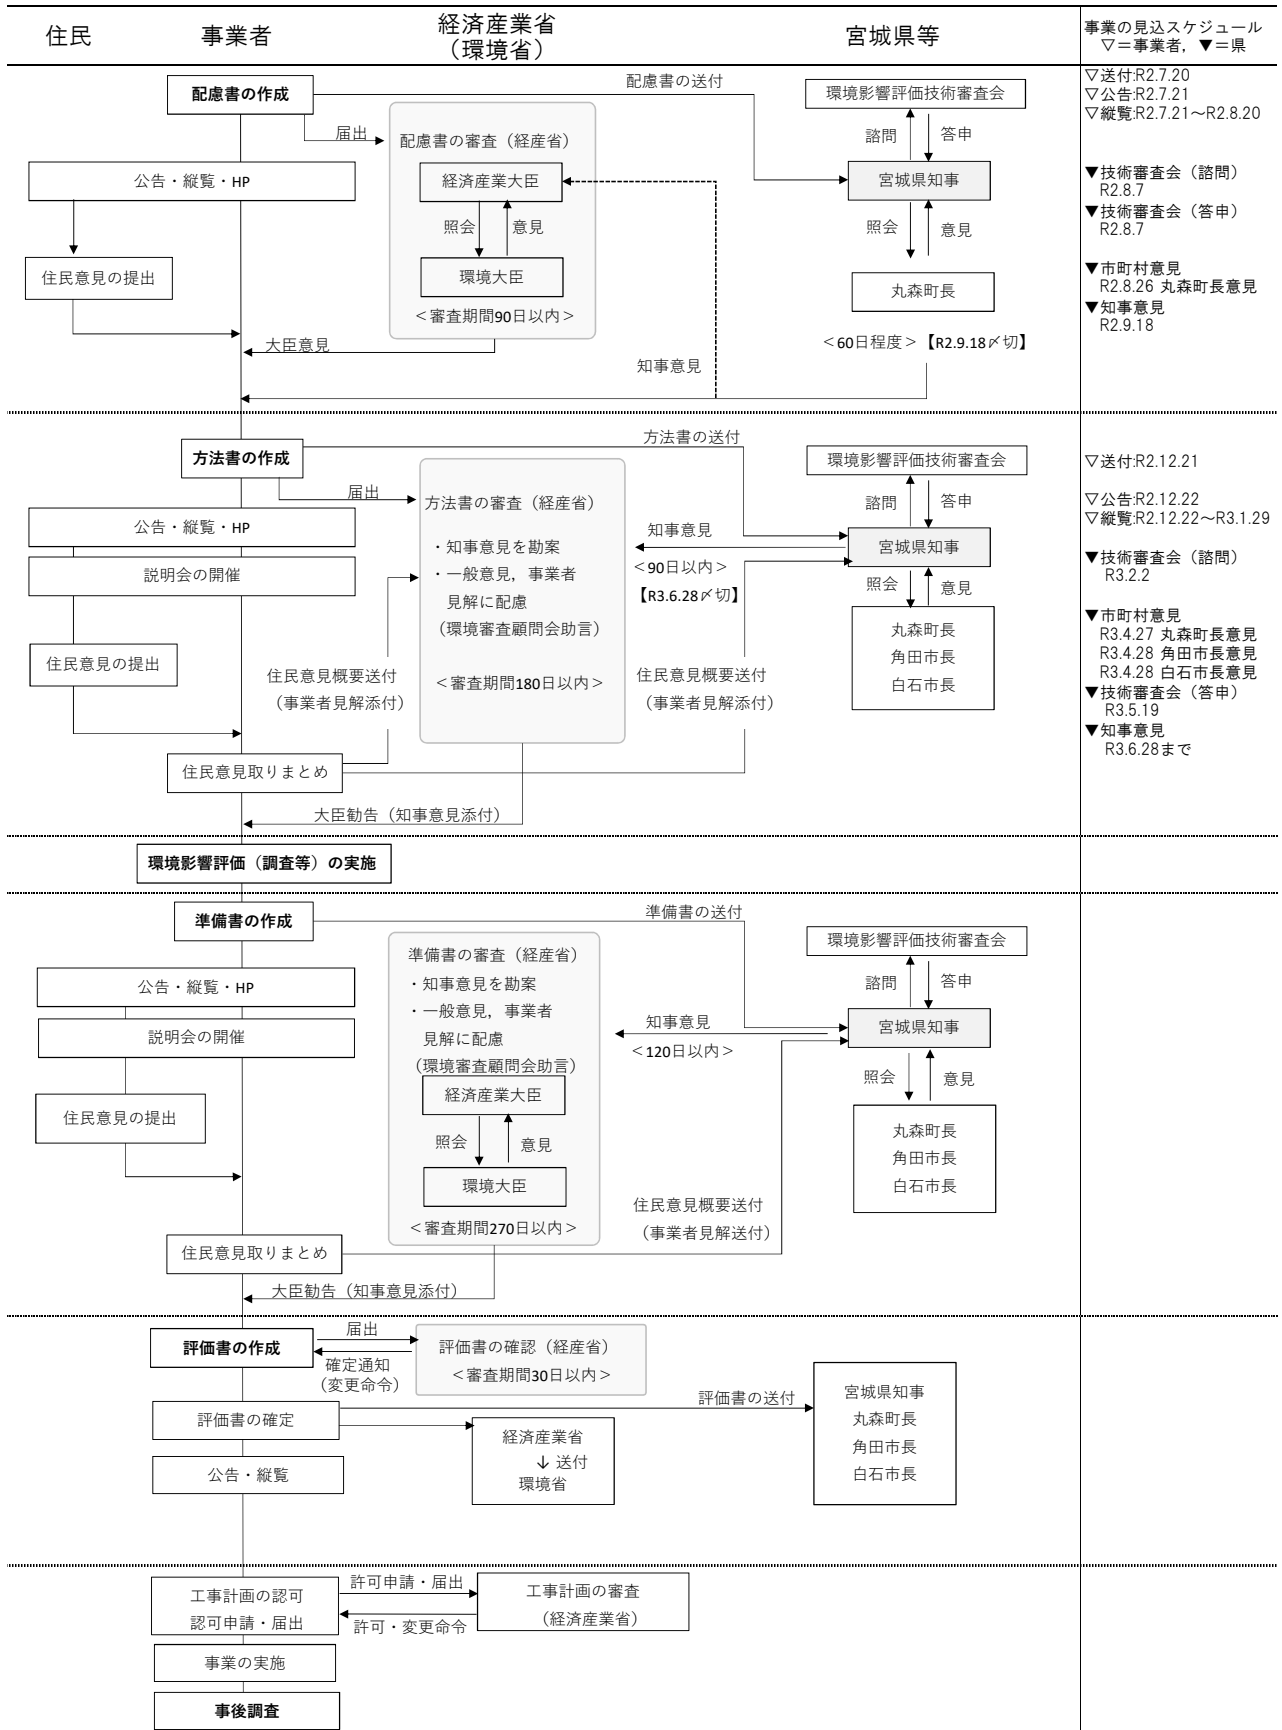 住民
事業者
経済産業省
（環境省）
宮城県等
事業の見込スケジュール
▽＝事業者，▼＝県
配慮書の作成
配慮書の送付
届出
配慮書の審査（経産省）
経済産業大臣
照会
意見
環境大臣
＜審査期間90日以内＞
公告・縦覧・HP
住民意見の提出
大臣意見
知事意見
環境影響評価技術審査会
諮問
答申
宮城県知事
照会
意見
丸森町長
＜60日程度＞【R2.9.18〆切】
▽送付:R2.7.20
▽公告:R2.7.21
▽縦覧:R2.7.21～R2.8.20
▼技術審査会（諮問）
R2.8.7
▼技術審査会（答申）
R2.8.7
▼市町村意見
R2.8.26 丸森町長意見
▼知事意見
R2.9.18
方法書の作成
方法書の送付
届出
方法書の審査（経産省）
・知事意見を勘案
・一般意見，事業者
見解に配慮
（環境審査顧問会助言）
＜審査期間180日以内＞
公告・縦覧・HP
説明会の開催
住民意見の提出
住民意見概要送付
（事業者見解添付）
住民意見取りまとめ
大臣勧告（知事意見添付）
知事意見
＜90日以内＞
【R3.6.28〆切】
住民意見概要送付
（事業者見解添付）
環境影響評価技術審査会
諮問
答申
宮城県知事
照会
意見
丸森町長
角田市長
白石市長
▽送付:R2.12.21
▽公告:R2.12.22
▽縦覧:R2.12.22～R3.1.29
▼技術審査会（諮問）
R3.2.2
▼市町村意見
R3.4.27 丸森町長意見
R3.4.28 角田市長意見
R3.4.28 白石市長意見
▼技術審査会（答申）
R3.5.19
▼知事意見
R3.6.28まで
環境影響評価（調査等）の実施
準備書の作成
準備書の送付
準備書の審査（経産省）
・知事意見を勘案
・一般意見，事業者
見解に配慮
（環境審査顧問会助言）
経済産業大臣
照会
意見
環境大臣
＜審査期間270日以内＞
公告・縦覧・HP
説明会の開催
住民意見の提出
住民意見取りまとめ
大臣勧告（知事意見添付）
知事意見
＜120日以内＞
住民意見概要送付
（事業者見解送付）
環境影響評価技術審査会
諮問
答申
宮城県知事
照会
意見
丸森町長
角田市長
白石市長
評価書の作成
届出
確定通知
（変更命令）
評価書の確認（経産省）
＜審査期間30日以内＞
評価書の確定
評価書の送付
経済産業省
↓ 送付
環境省
宮城県知事
丸森町長
角田市長
白石市長
公告・縦覧
工事計画の認可
認可申請・届出
許可申請・届出
許可・変更命令
工事計画の審査
（経済産業省）
事業の実施
事後調査